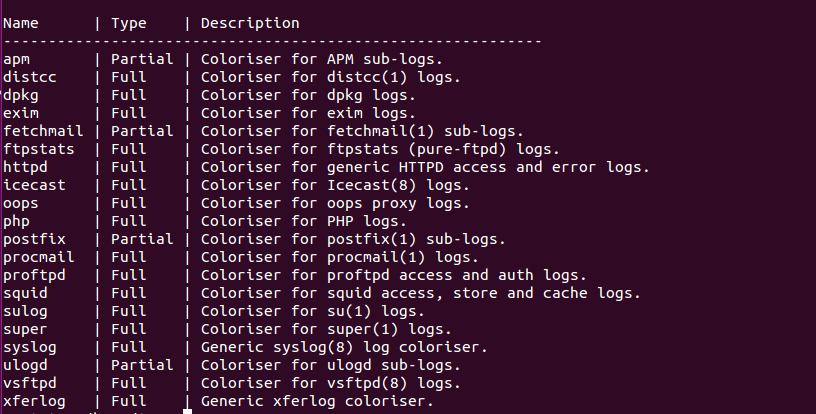 Name      | Type    | Description
------------------------------------------------------------
apm       | Partial | Coloriser for APM sub-logs.
distcc    | Full    | Coloriser for distcc(1) logs.
dpkg      | Full    | Coloriser for dpkg logs.
exim      | Full    | Coloriser for exim logs.
fetchmail | Partial | Coloriser for fetchmail(1) sub-logs.
ftpstats  | Full    | Coloriser for ftpstats (pure-ftpd) logs.
httpd     | Full    | Coloriser for generic HTTPD access and error logs.
icecast   | Full    | Coloriser for Icecast(8) logs.
oops      | Full    | Coloriser for oops proxy logs.
php       | Full    | Coloriser for PHP logs.
postfix   | Partial | Coloriser for postfix(1) sub-logs.
procmail  | Full    | Coloriser for procmail(1) logs.
proftpd   | Full    | Coloriser for proftpd access and auth logs.
squid     | Full    | Coloriser for squid access, store and cache logs.
sulog     | Full    | Coloriser for su(1) logs.
super     | Full    | Coloriser for super(1) logs.
syslog    | Full    | Generic syslog(8) log coloriser.
ulogd     | Partial | Coloriser for ulogd sub-logs.
vsftpd    | Full    | Coloriser for vsftpd(8) logs.
xferlog   | Full    | Generic xferlog coloriser.